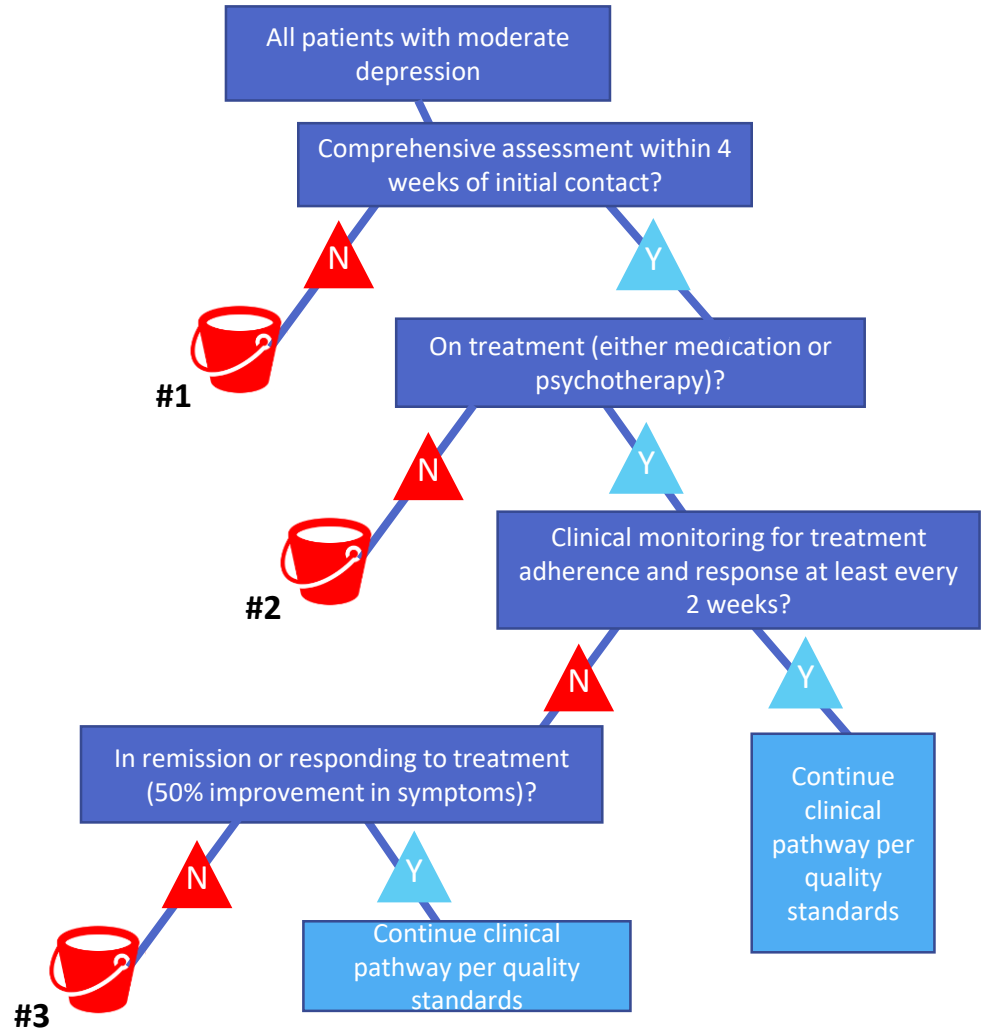 All patients with moderate
depression
Comprehensive assessment within 4
weeks of initial contact?
N
Y
#1
On treatment (either medication or
psychotherapy)?
N
Y
#2
Clinical monitoring for treatment
adherence and response at least every
2 weeks?
N
Y
In remission or responding to treatment
(50% improvement in symptoms)?
Continue
clinical
pathway per
quality
standards
N
Y
#3
Continue clinical
pathway per quality
standards